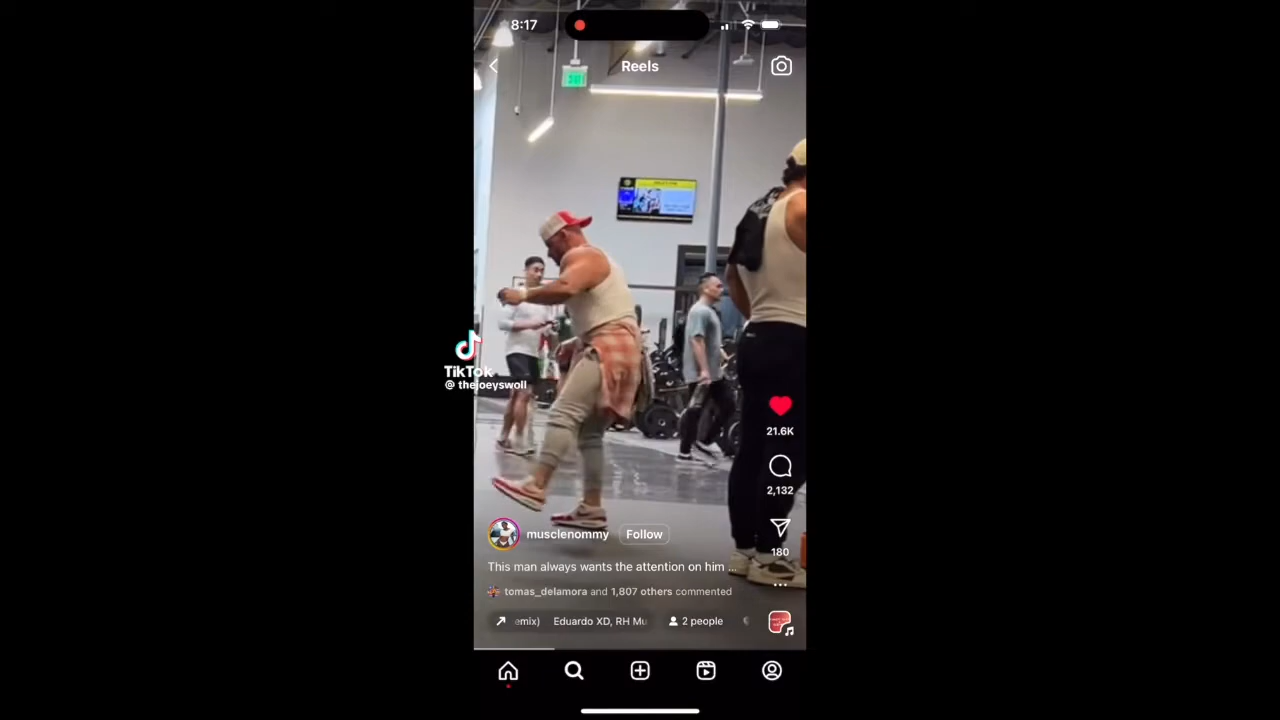 8:17
Reels
TikTok
@ thejoeyswoll
21.6K
2,132
180
musclenommy
Follow
This man always wants the attention on him ...
tomas_delamora and 1,807 others commented
emix) Eduardo XD, RH Mu
2 people